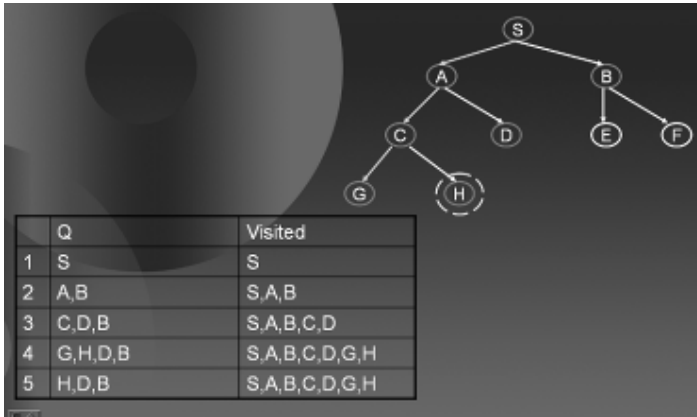 S
A B
C D E F
G H
Q Visited
1 S S
2 A,B S,A,B
3 C,D,B S,A,B,C,D
4 G,H,D,B S,A,B,C,D,G,H
5 H,D,B S,A,B,C,D,G,H